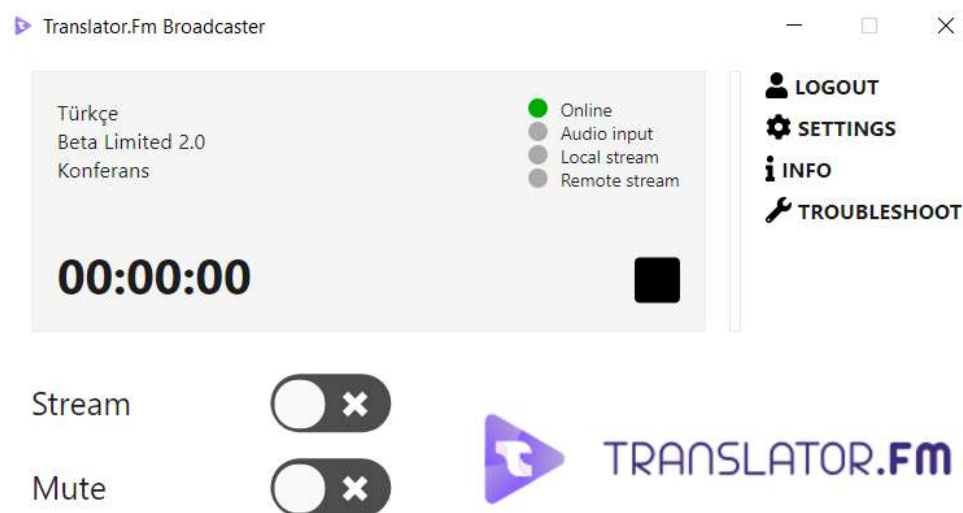 Translator.Fm Broadcaster
Türkçe
Beta Limited 2.0
Konferans
Online
Audio input
Local stream
Remote stream
00:00:00
LOGOUT
SETTINGS
INFO
TROUBLESHOOT
Stream
Mute
TRANSLATOR.FM